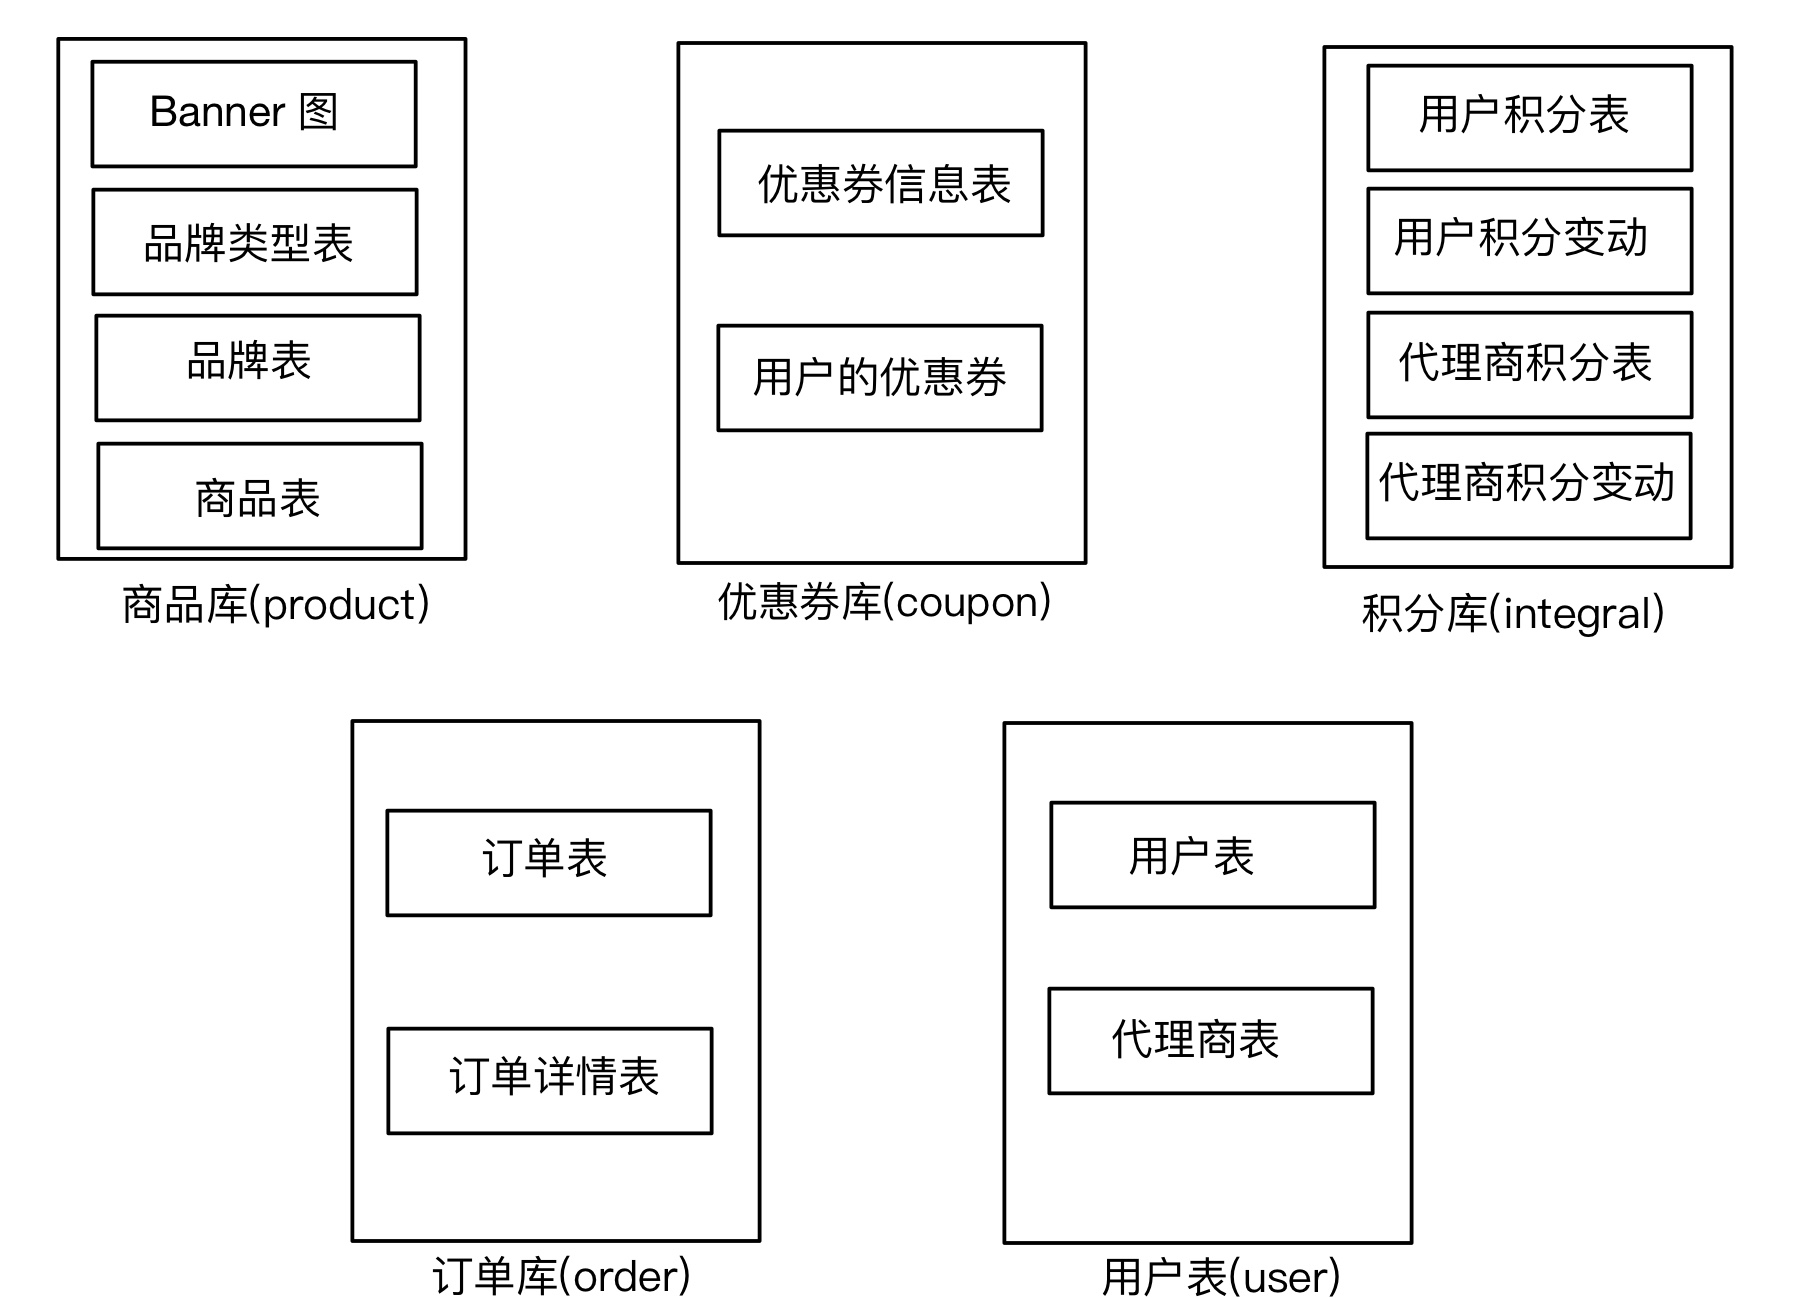 Banner 图
品牌类型表
品牌表
商品表
商品库(product)
优惠券信息表
用户的优惠券
优惠券库(coupon)
用户积分表
用户积分变动
代理商积分表
代理商积分变动
积分库(integral)
订单表
订单详情表
订单库(order)
用户表
代理商表
用户表(user)